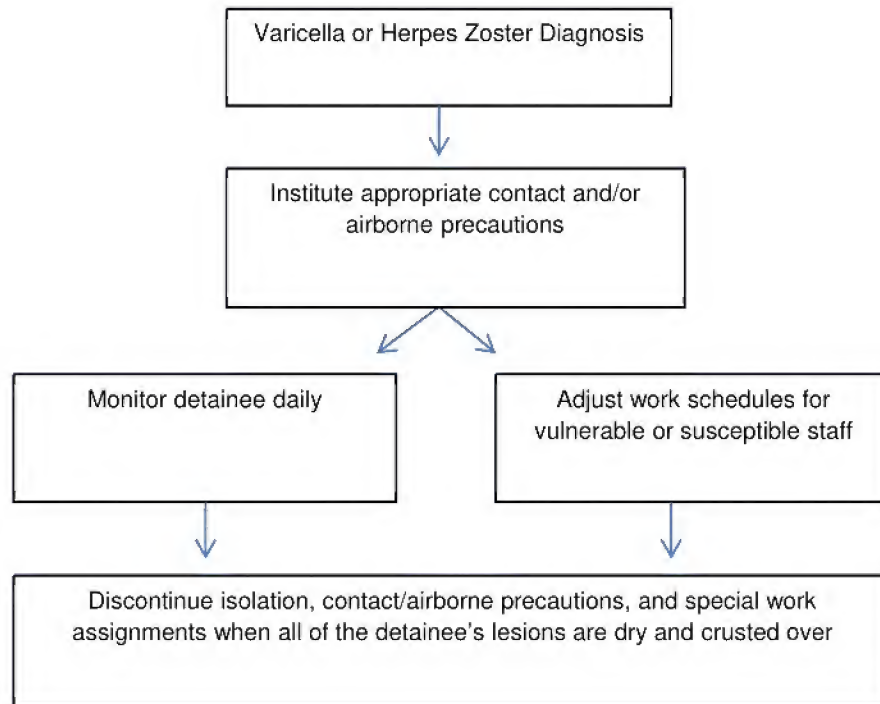 Varicella or Herpes Zoster Diagnosis
Institute appropriate contact and/or
airborne precautions
Monitor detainee daily
Adjust work schedules for
vulnerable or susceptible staff
Discontinue isolation, contact/airborne precautions, and special work
assignments when all of the detainee's lesions are dry and crusted over